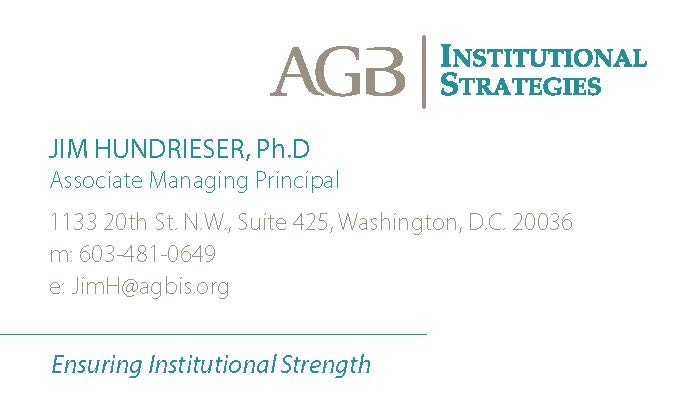 AGB INSTITUTIONAL STRATEGIES
JIM HUNDRIESER, Ph.D
Associate Managing Principal
1133 20th St. N.W., Suite 425, Washington, D.C. 20036
m: 603-481-0649
e: JimH@agbis.org
Ensuring Institutional Strength